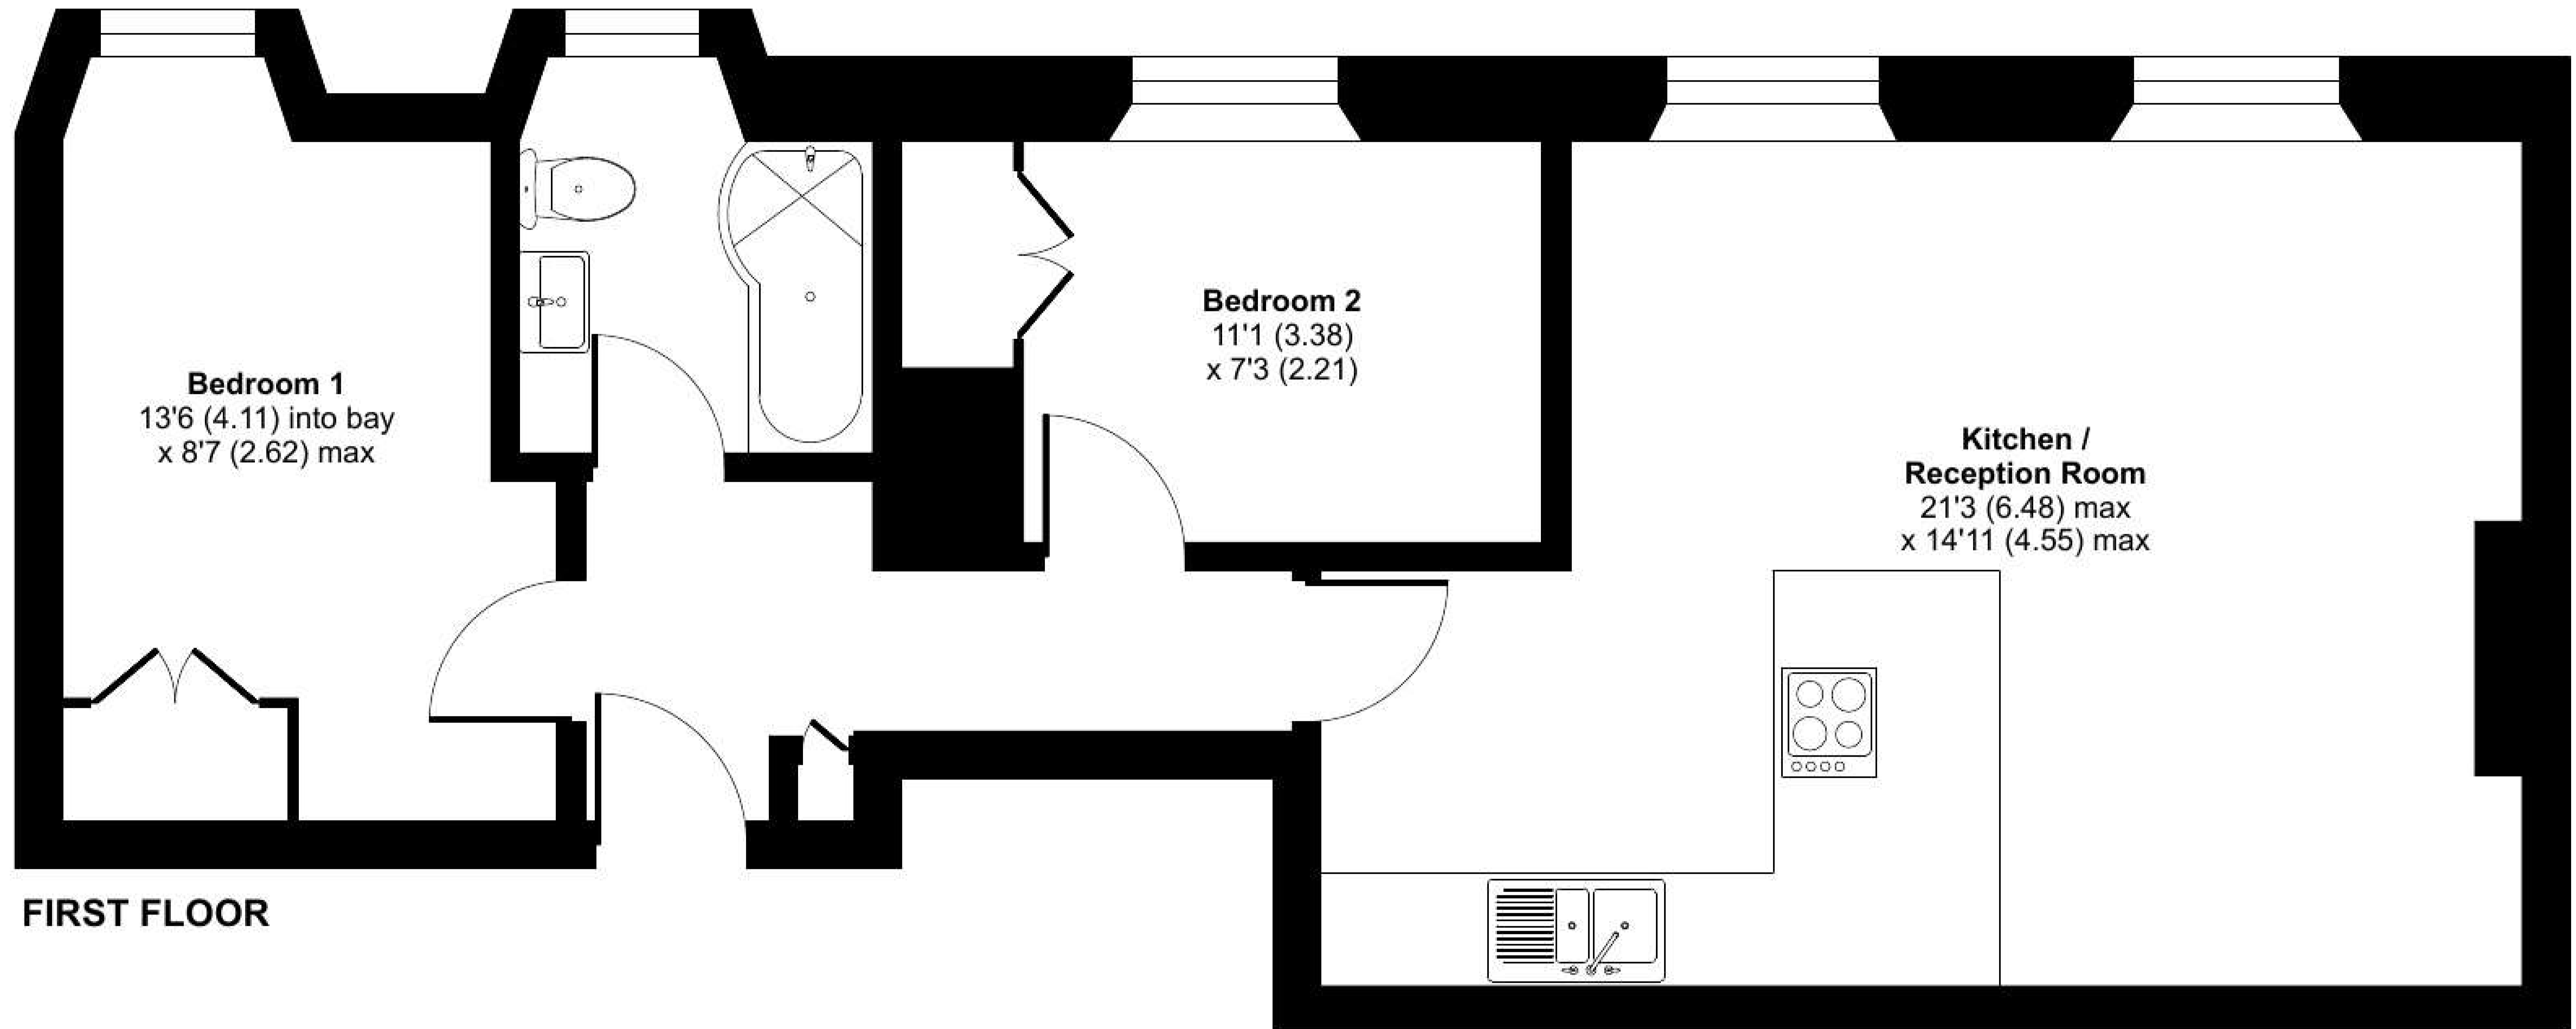 Bedroom 1
13'6 (4.11) into bay
x 8'7 (2.62) max
Bedroom 2
11'1 (3.38)
x 7'3 (2.21)
Kitchen /
Reception Room
21'3 (6.48) max
x 14'11 (4.55) max
FIRST FLOOR